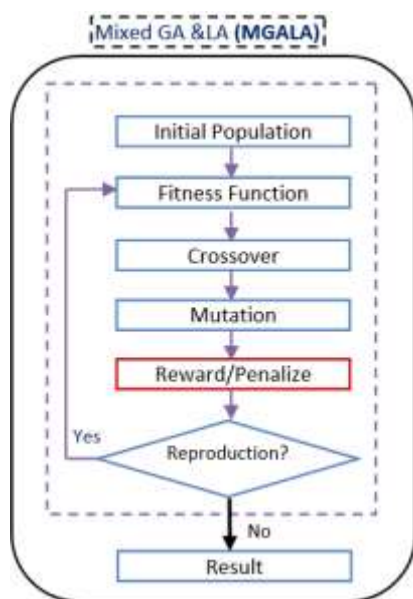 Mixed GA &LA (MGALA)
Initial Population
Fitness Function
Crossover
Mutation
Reward/Penalize
Reproduction?
Yes
No
Result